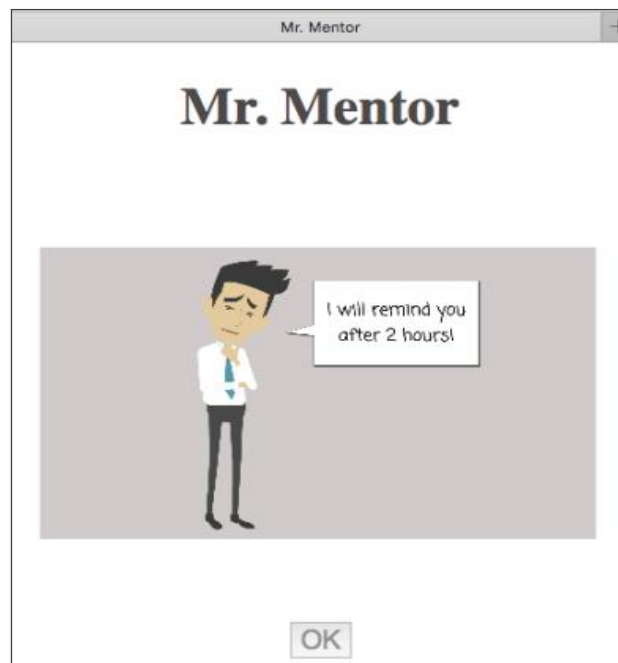 Mr. Mentor
Mr. Mentor
I will remind you
after 2 hours!
OK